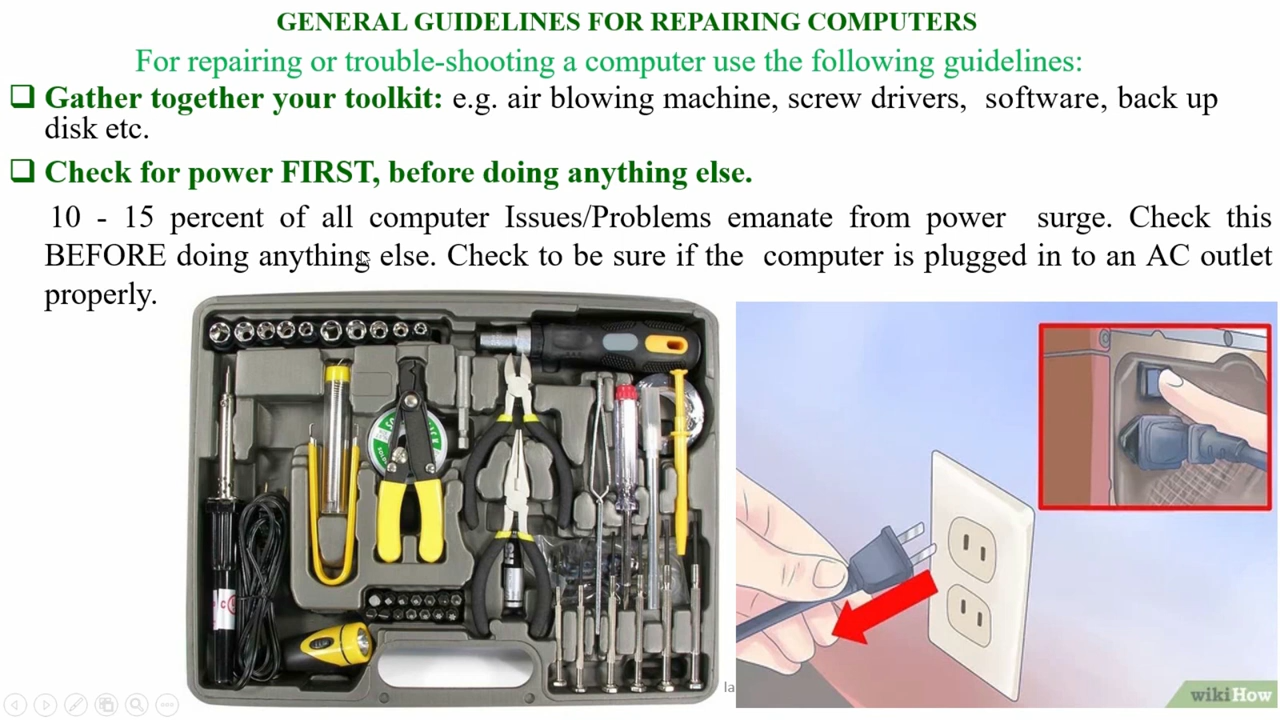 GENERAL GUIDELINES FOR REPAIRING COMPUTERS
For repairing or trouble-shooting a computer use the following guidelines:
❑ Gather together your toolkit: e.g. air blowing machine, screw drivers, software, back up
disk etc.
❑ Check for power FIRST, before doing anything else.
10 - 15 percent of all computer Issues/Problems emanate from power surge. Check this
BEFORE doing anything else. Check to be sure if the computer is plugged in to an AC outlet
properly.
la
wikiHow